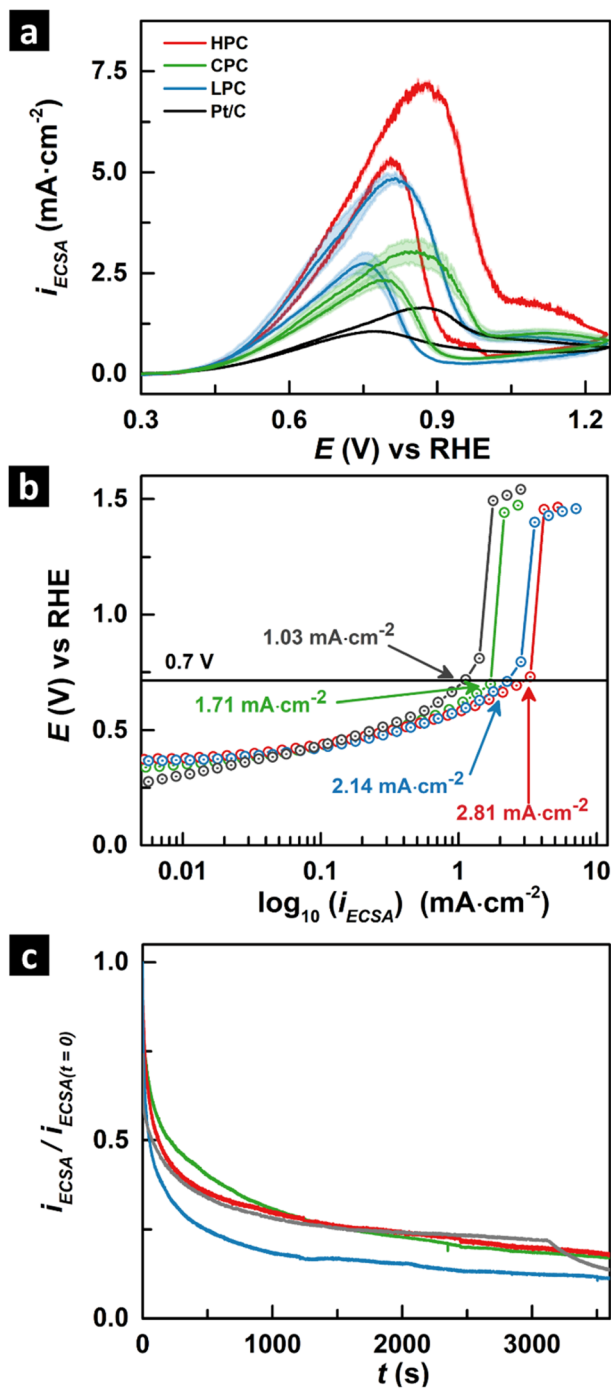 a
HPC
CPC
LPC
Pt/C
7.5
5.0
2.5
0.0
i_ECSA (mA·cm⁻²)
0.3 0.6 0.9 1.2
E (V) vs RHE
b
1.5
1.0
0.5
0.0
E (V) vs RHE
0.7 V
1.03 mA·cm⁻²
1.71 mA·cm⁻²
2.14 mA·cm⁻²
2.81 mA·cm⁻²
0.01 0.1 1 10
log₁₀ (i_ECSA) (mA·cm⁻²)
c
1.0
0.5
0.0
i_ECSA / i_ECSA(t = 0)
0 1000 2000 3000
t (s)